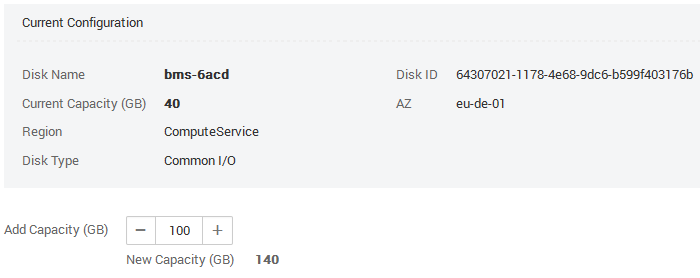 Current Configuration
Disk Name bms-6acd Disk ID 64307021-1178-4e68-9dc6-b599f403176b
Current Capacity (GB) 40 AZ eu-de-01
Region ComputeService
Disk Type Common I/O
Add Capacity (GB) − 100 +
New Capacity (GB) 140